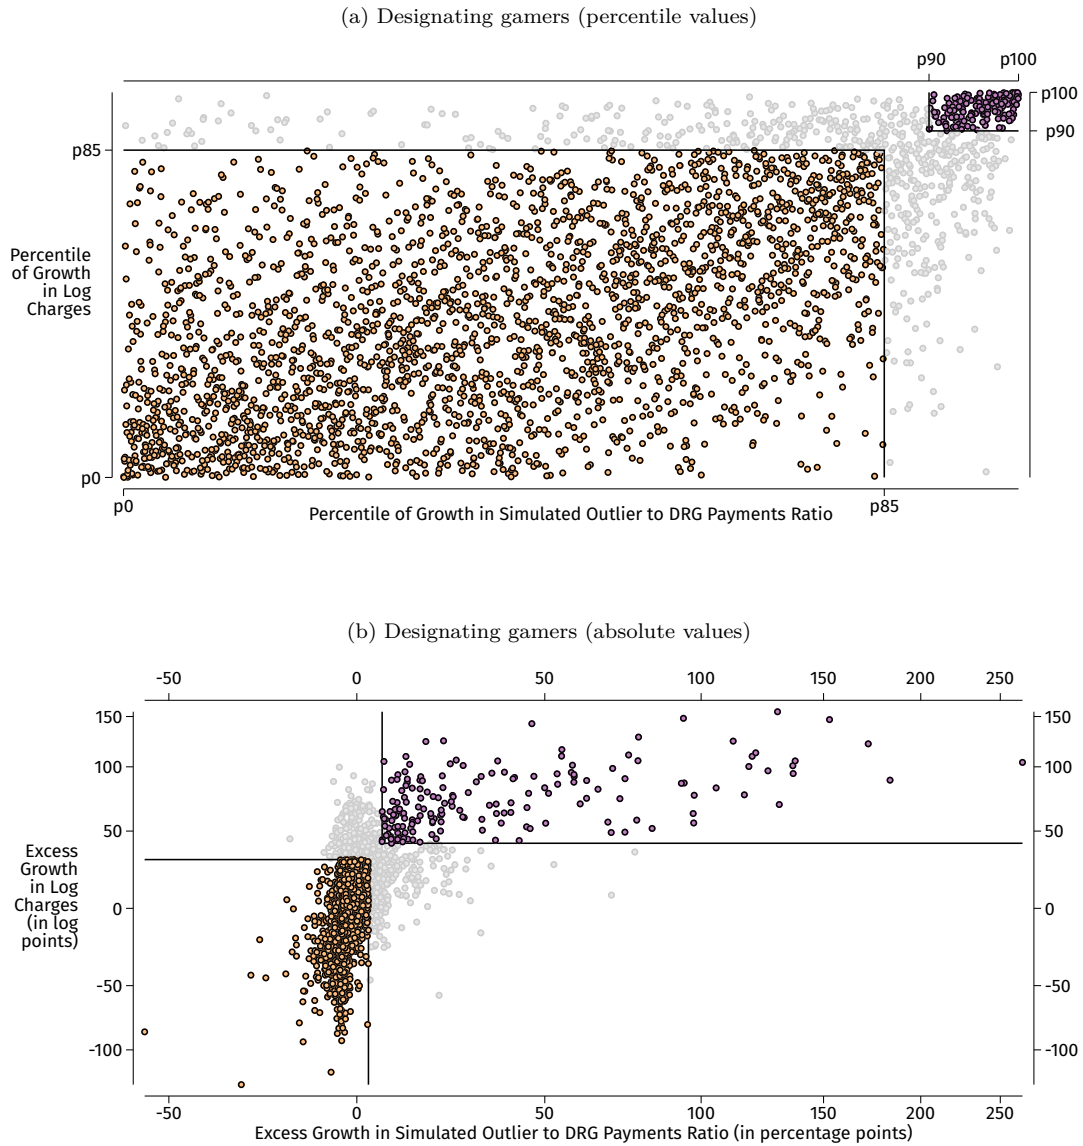 (a) Designating gamers (percentile values)
p90 p100
p100
p90
p85
Percentile
of Growth
in Log
Charges
p0
p0 p85
Percentile of Growth in Simulated Outlier to DRG Payments Ratio
(b) Designating gamers (absolute values)
-50 0 50 100 150 200 250
150 150
100 100
50 50
Excess
Growth
in Log
Charges
(in log
points)
0 0
-50 -50
-100 -100
-50 0 50 100 150 200 250
Excess Growth in Simulated Outlier to DRG Payments Ratio (in percentage points)